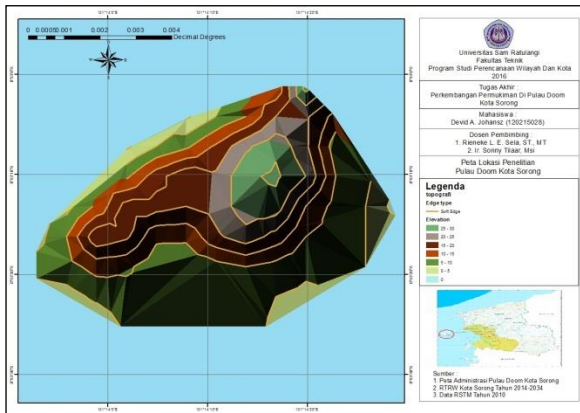 0 0.0005 0.001 0.002 0.003 0.004
Decimal Degrees
Universitas Sam Ratulangi
Fakultas Teknik
Program Studi Perencanaan Wilayah Dan Kota
2016
Tugas Akhir :
Perkembangan Permukiman Di Pulau Doom
Kota Sorong
Mahasiswa :
Devid A. Johansz (120215028)
Dosen Pembimbing :
1. Rieneke L. E. Sela, ST., MT
2. Ir. Sonny Tilaar, Msi
Peta Lokasi Penelitian
Pulau Doom Kota Sorong
Legenda
topografi
Edge type
Soft Edge
Elevation
25 - 30
20 - 25
15 - 20
10 - 15
5 - 10
0 - 5
0
Sumber :
1. Peta Administrasi Pulau Doom Kota Sorong
2. RTRW Kota Sorong Tahun 2014-2034
3. Data RSTM Tahun 2010